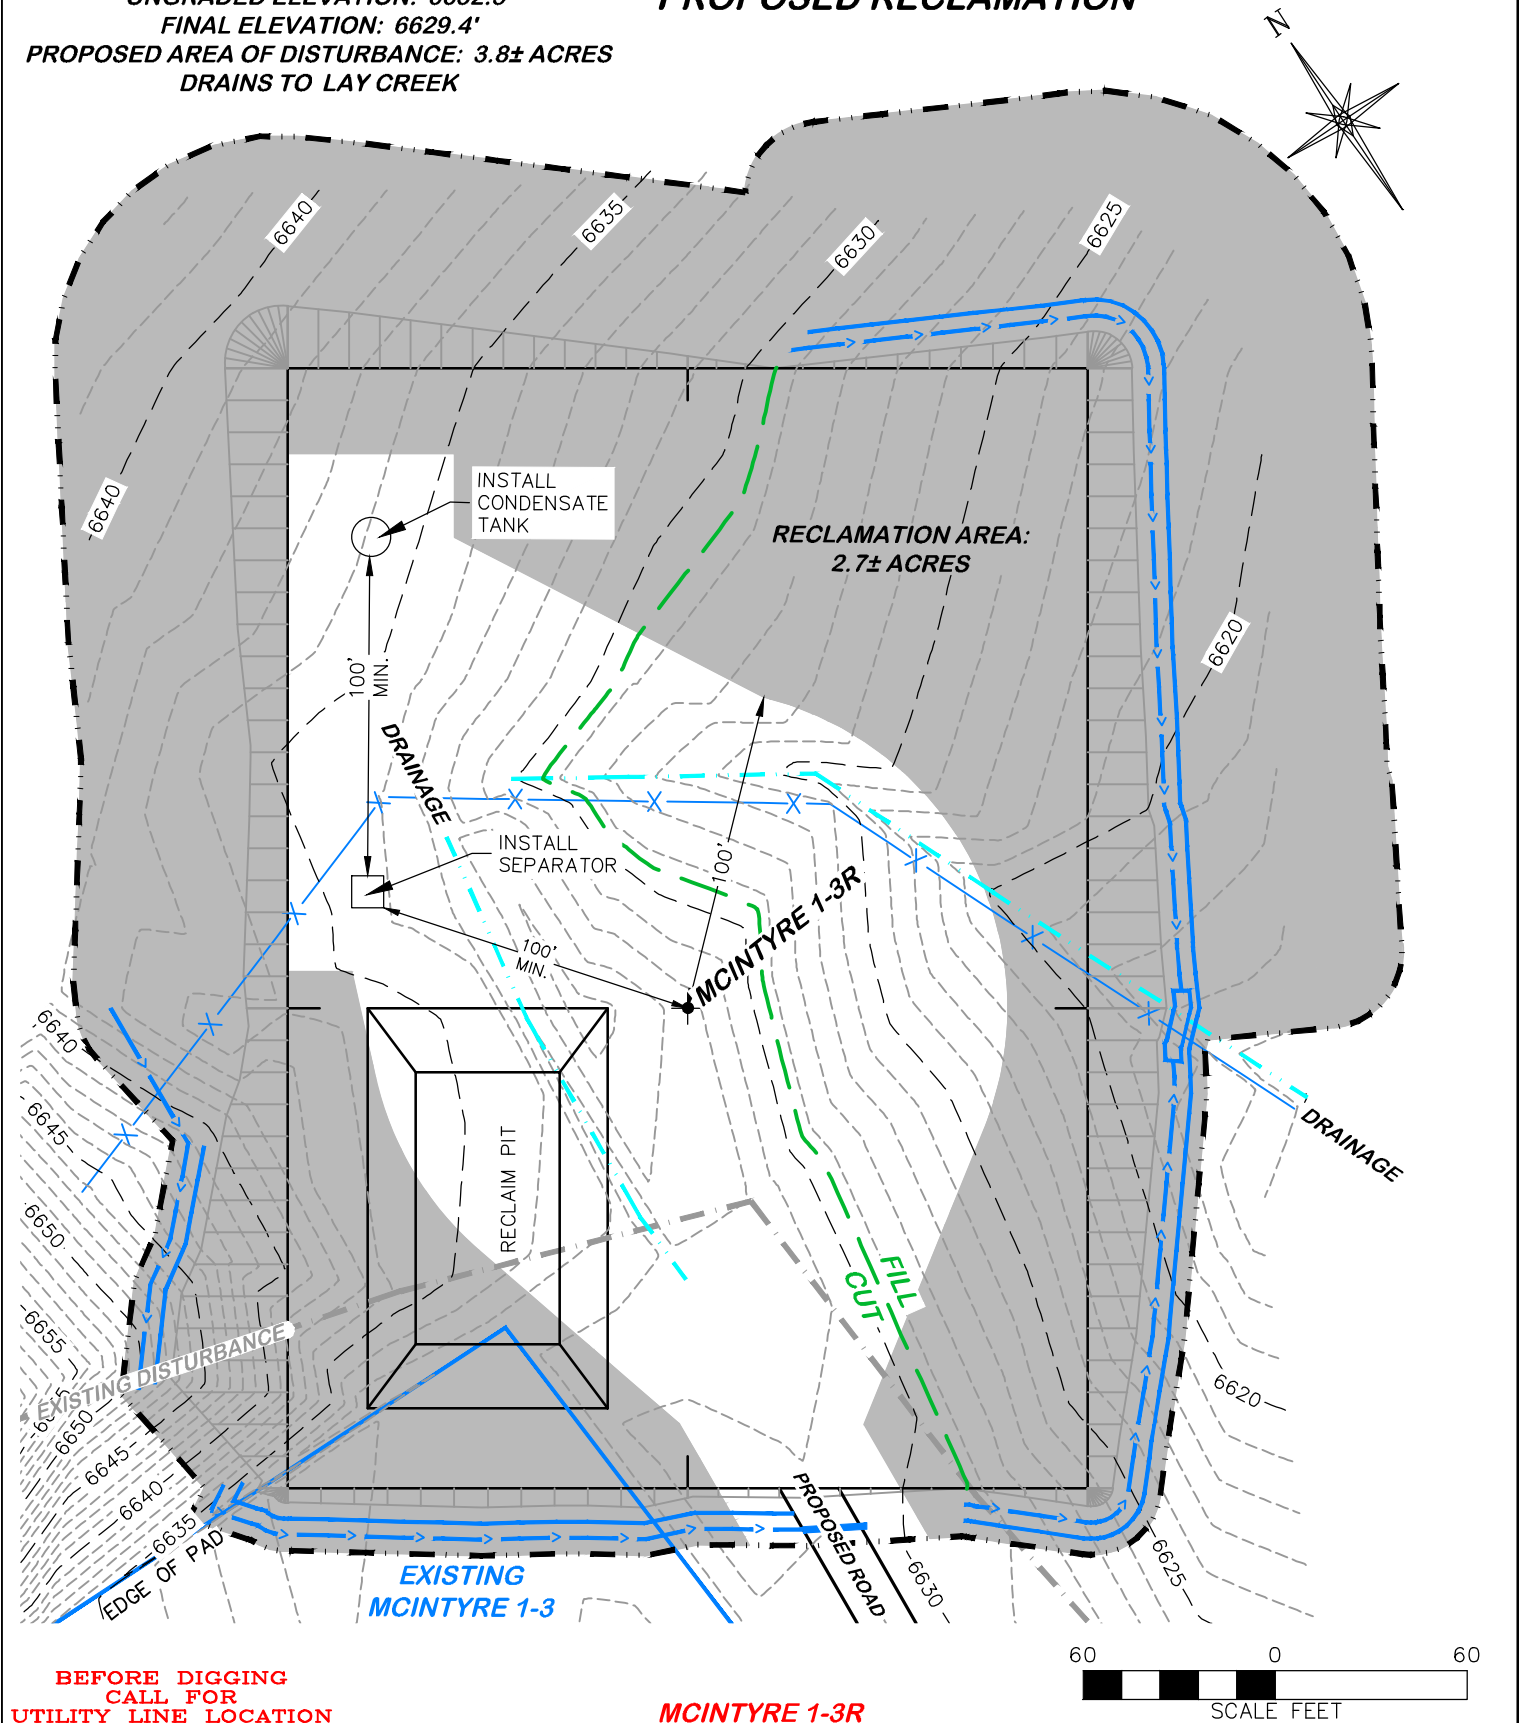 FINAL ELEVATION: 6629.4'
PROPOSED AREA OF DISTURBANCE: 3.8± ACRES
DRAINS TO LAY CREEK
PROPOSED RECLAMATION
N
6640
6635
6630
6625
6640
INSTALL
CONDENSATE
TANK
RECLAMATION AREA:
2.7± ACRES
6620
100'
MIN.
DRAINAGE
INSTALL
SEPARATOR
100'
MCINTYRE 1-3R
100'
MIN.
6640
6645
6650
6655
RECLAIM PIT
DRAINAGE
FILL
CUT
EXISTING DISTURBANCE
6650
6645
6640
6635
EDGE OF PAD
6620
6625
6630
PROPOSED ROAD
EXISTING
MCINTYRE 1-3
BEFORE DIGGING
CALL FOR
UTILITY LINE LOCATION
MCINTYRE 1-3R
60 0 60
SCALE FEET